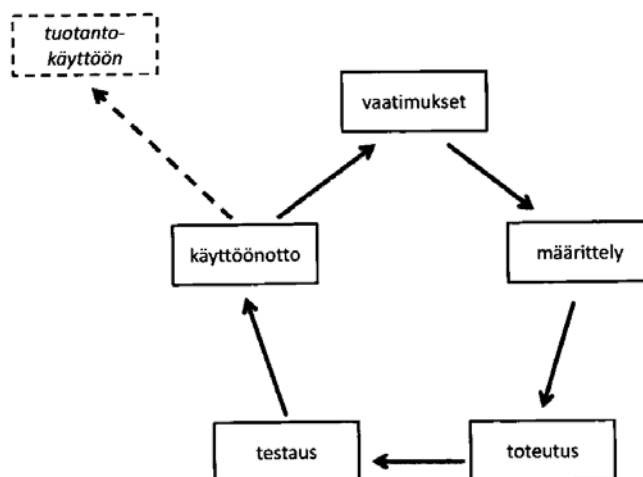 tuotanto-
käyttöön
vaatimukset
käyttöönotto
määrittely
testaus
toteutus